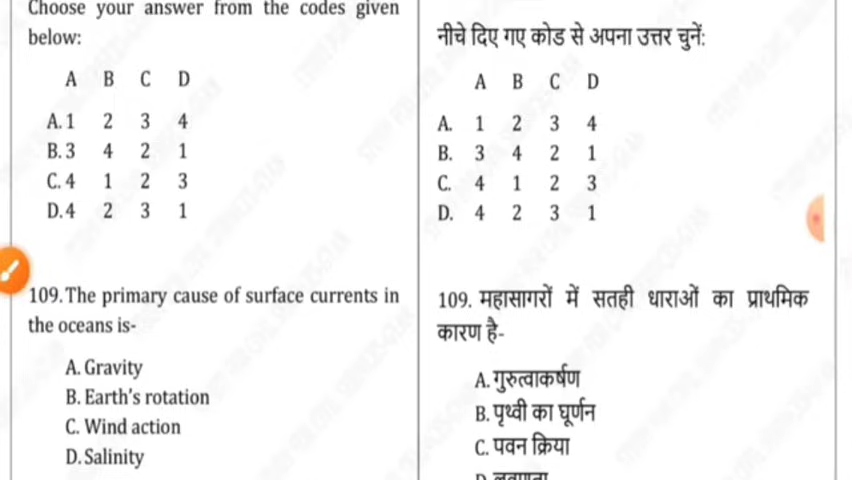 Choose your answer from the codes given
below:
A B C D
A. 1 2 3 4
B. 3 4 2 1
C. 4 1 2 3
D. 4 2 3 1
109. The primary cause of surface currents in
the oceans is-
A. Gravity
B. Earth's rotation
C. Wind action
D. Salinity
नीचे दिए गए कोड से अपना उत्तर चुनें:
A B C D
A. 1 2 3 4
B. 3 4 2 1
C. 4 1 2 3
D. 4 2 3 1
109. महासागरों में सतही धाराओं का प्राथमिक
कारण है-
A. गुरुत्वाकर्षण
B. पृथ्वी का घूर्णन
C. पवन क्रिया